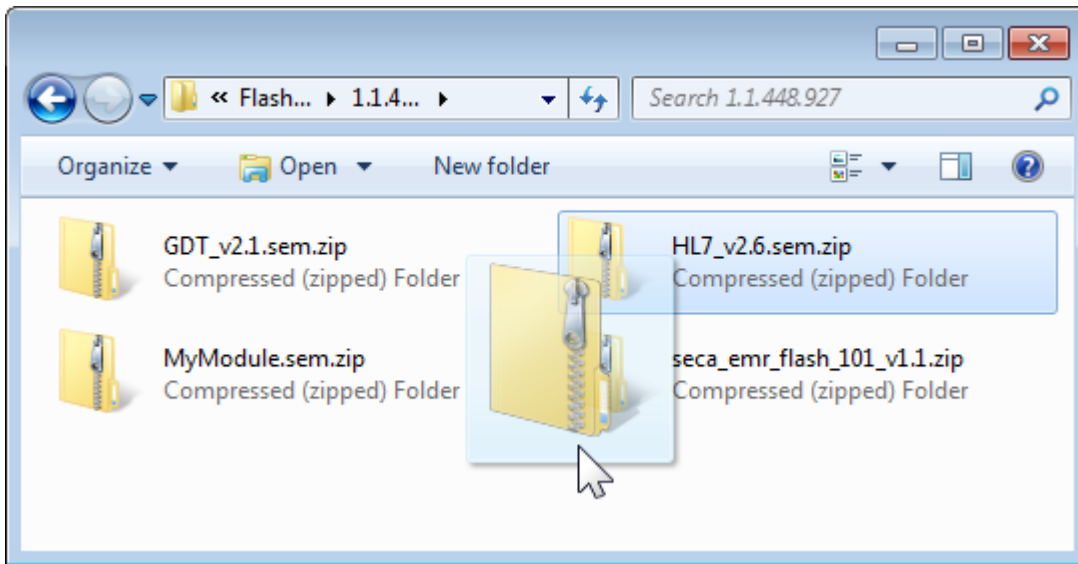 « Flash... ▸ 1.1.4... ▸
Search 1.1.448.927
Organize
Open
New folder
GDT_v2.1.sem.zip
Compressed (zipped) Folder
HL7_v2.6.sem.zip
Compressed (zipped) Folder
MyModule.sem.zip
Compressed (zipped) Folder
seca_emr_flash_101_v1.1.zip
Compressed (zipped) Folder